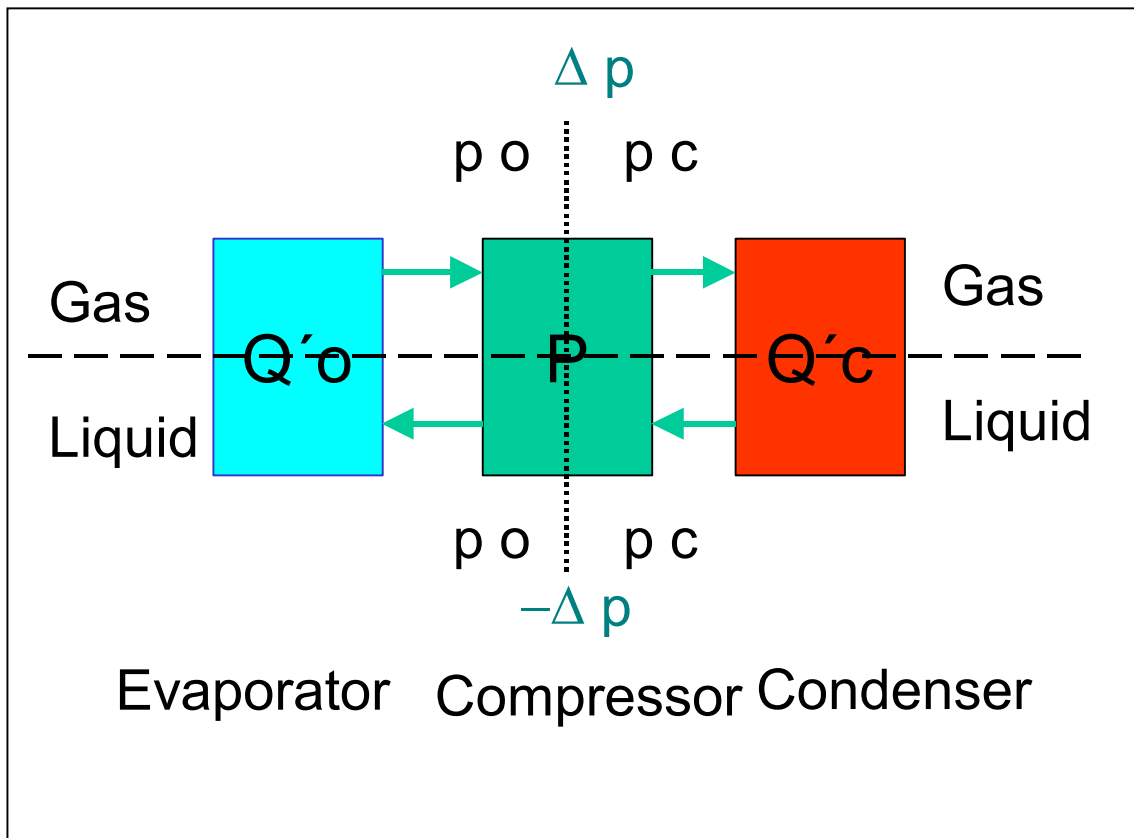 Δ p
p o p c
Gas Gas
Q´o P Q´c
Liquid Liquid
p o p c
−Δ p
Evaporator Compressor Condenser